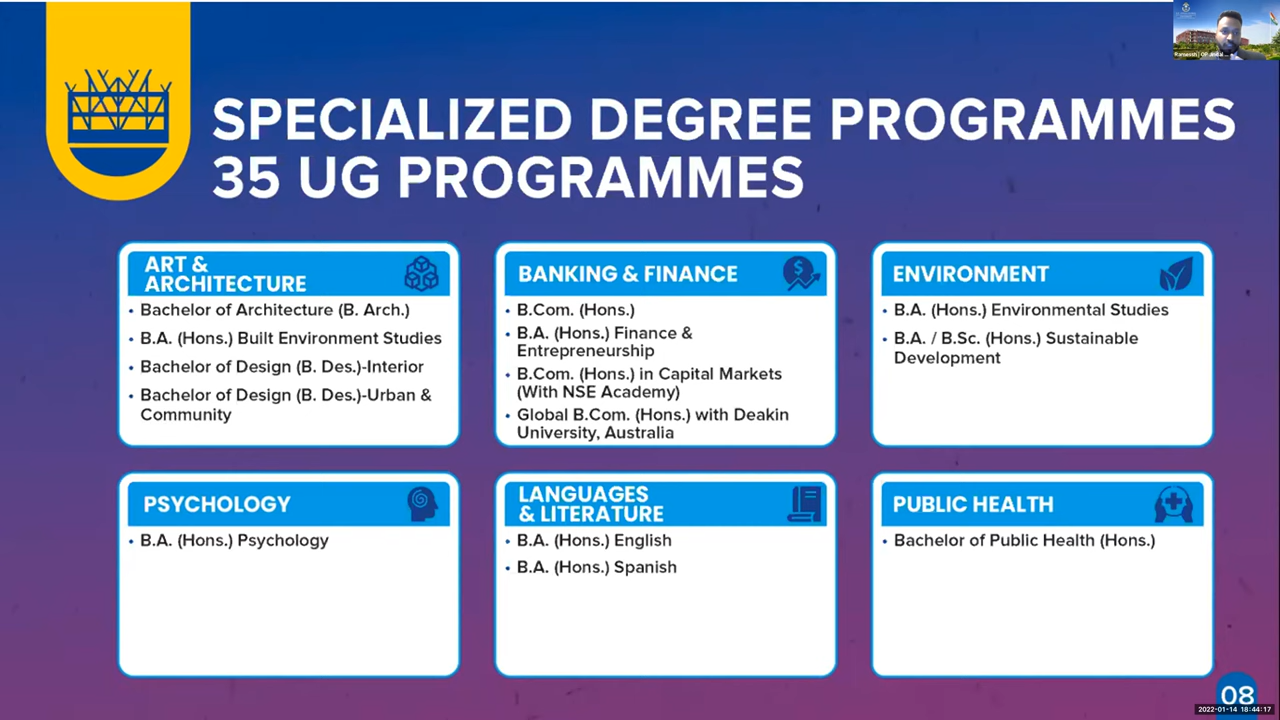 SPECIALIZED DEGREE PROGRAMMES
35 UG PROGRAMMES
ART &
ARCHITECTURE
• Bachelor of Architecture (B. Arch.)
• B.A. (Hons.) Built Environment Studies
• Bachelor of Design (B. Des.)-Interior
• Bachelor of Design (B. Des.)-Urban &
Community
BANKING & FINANCE
• B.Com. (Hons.)
• B.A. (Hons.) Finance &
Entrepreneurship
• B.Com. (Hons.) in Capital Markets
(With NSE Academy)
• Global B.Com. (Hons.) with Deakin
University, Australia
ENVIRONMENT
• B.A. (Hons.) Environmental Studies
• B.A. / B.Sc. (Hons.) Sustainable
Development
PSYCHOLOGY
• B.A. (Hons.) Psychology
LANGUAGES
& LITERATURE
• B.A. (Hons.) English
• B.A. (Hons.) Spanish
PUBLIC HEALTH
• Bachelor of Public Health (Hons.)
08
2022-01-14 18:44:17